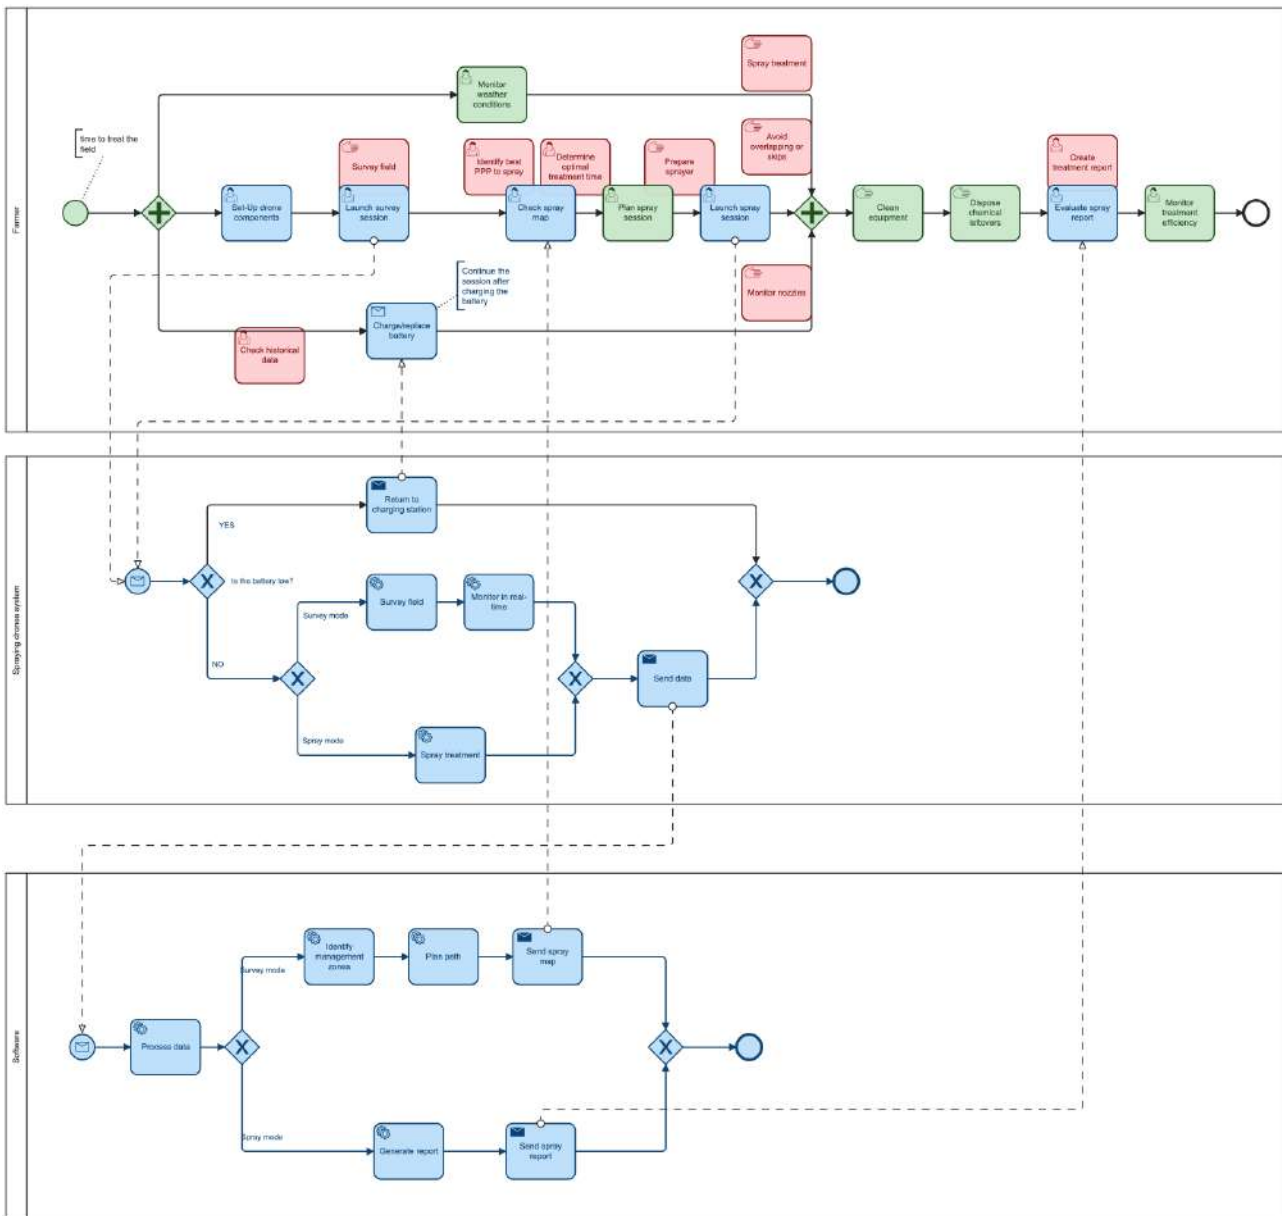 Farmer
time to treat the
field
Monitor
weather
conditions
Spray treatment
Survey field
Identify best
PPP to spray
Determine
optimal
treatment time
Prepare
sprayer
Avoid
overlapping or
skips
Create
treatment report
Set-Up drone
components
Launch survey
session
Check spray
map
Plan spray
session
Launch spray
session
Clean
equipment
Dispose
chemical
leftovers
Evaluate spray
report
Monitor
treatment
efficiency
Continue the
session after
charging the
battery
Charge/replace
battery
Monitor nozzles
Check historical
data
Spraying drones system
Return to
charging station
YES
Is the battery low?
Survey field
Monitor in real-
time
Survey mode
NO
Send data
Spray mode
Spray treatment
Software
Identify
management
zones
Plan path
Send spray
map
Survey mode
Process data
Spray mode
Generate report
Send spray
report